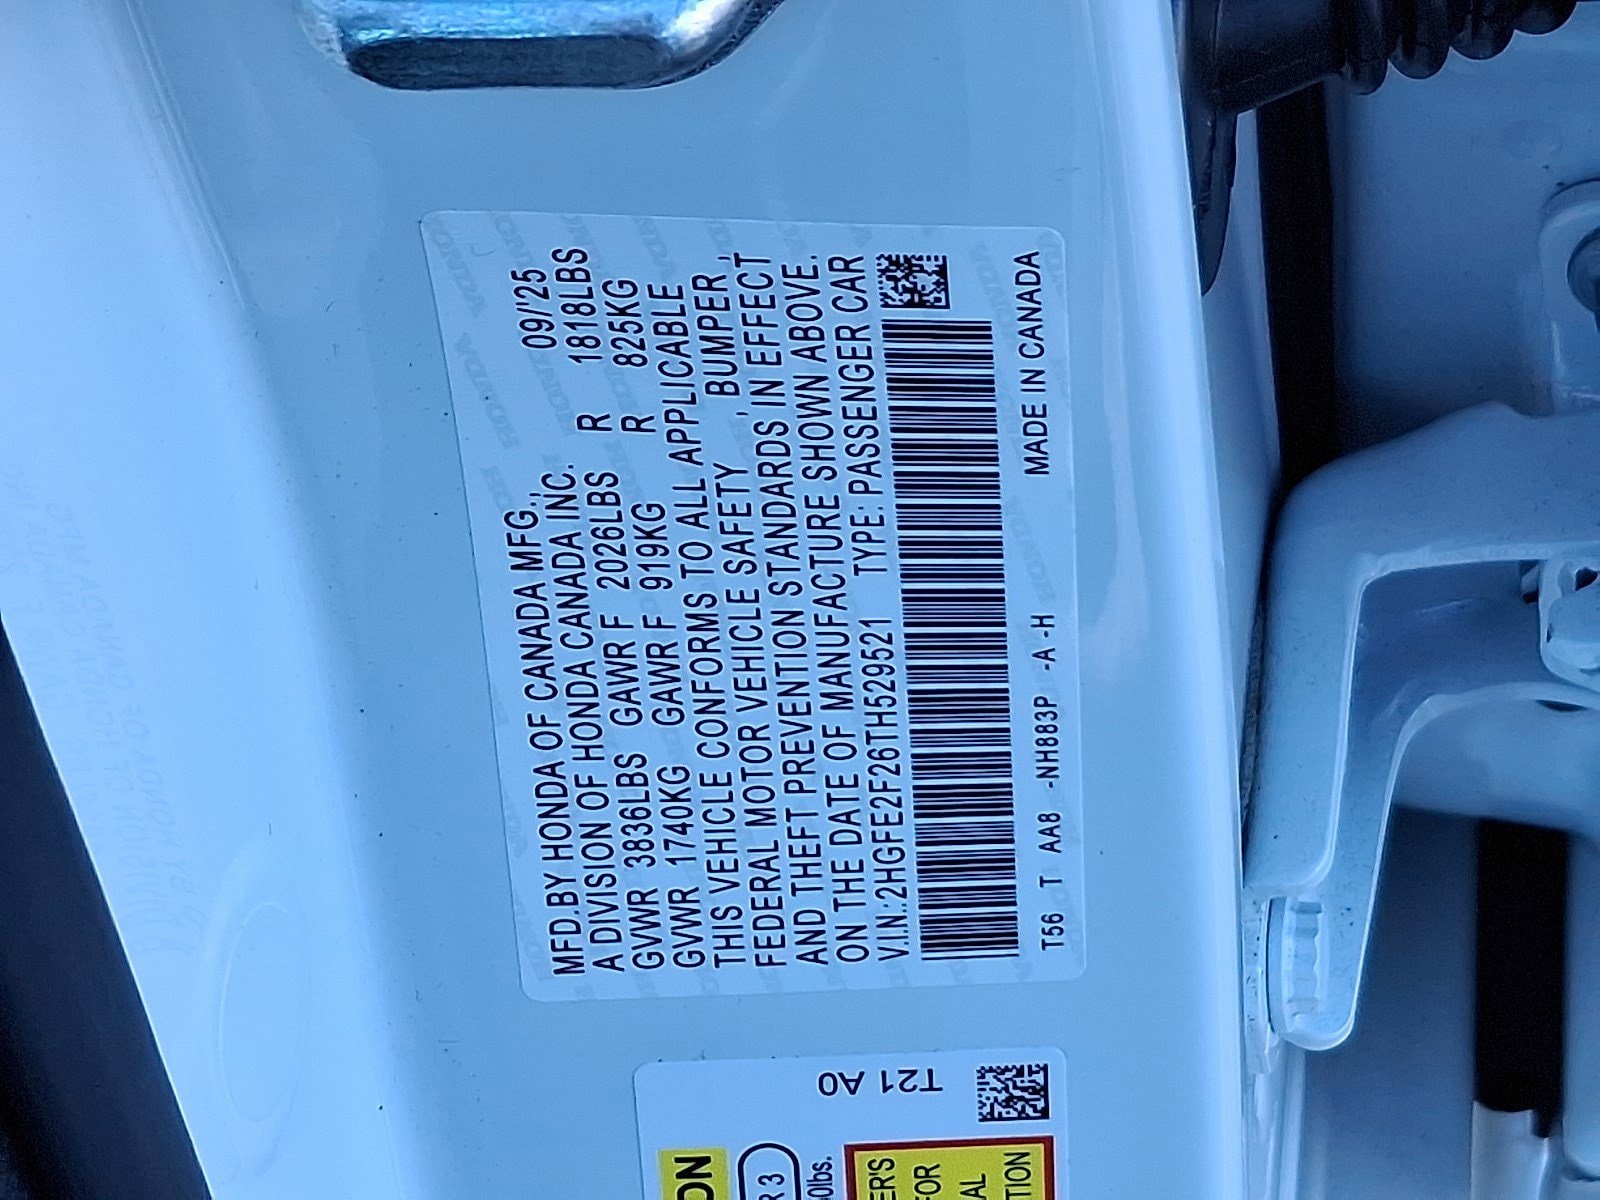 MFD.BY HONDA OF CANADA MFG., 09/'25
A DIVISION OF HONDA CANADA INC.
GVWR 3836LBS GAWR F 2026LBS R 1818LBS
GVWR 1740KG GAWR F 919KG R 825KG
THIS VEHICLE CONFORMS TO ALL APPLICABLE
FEDERAL MOTOR VEHICLE SAFETY , BUMPER ,
AND THEFT PREVENTION STANDARDS IN EFFECT
ON THE DATE OF MANUFACTURE SHOWN ABOVE.
V.I.N.:2HGFE2F26TH529521 TYPE: PASSENGER CAR
T56 T AA8 -NH883P -A -H MADE IN CANADA
T21 A0